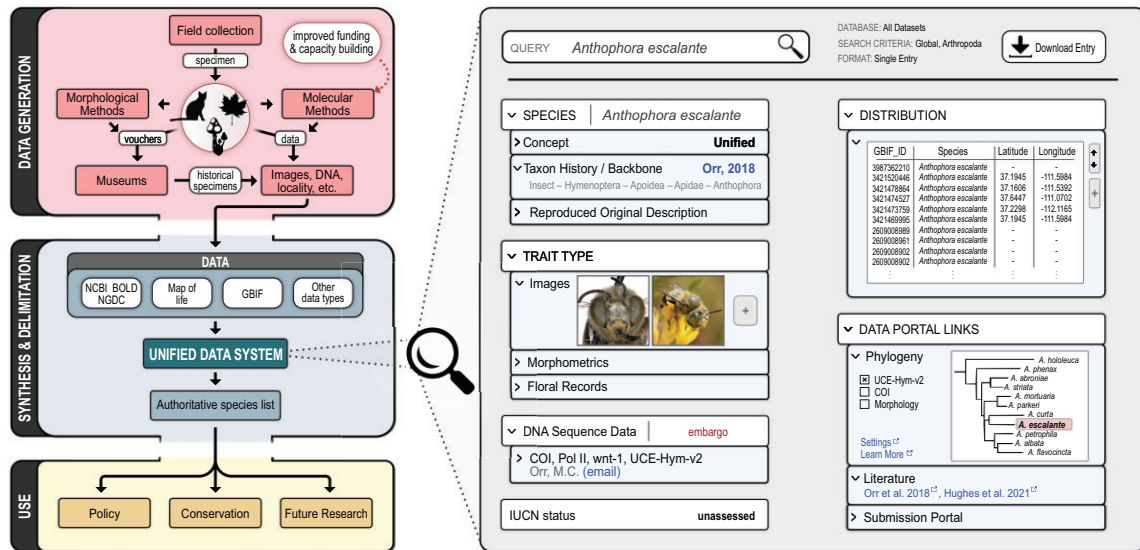 DATA GENERATION
Field collection
specimen
improved funding
& capacity building
Morphological
Methods
Molecular
Methods
vouchers
data
Museums
historical
specimens
Images, DNA,
locality, etc.
SYNTHESIS & DELIMITATION
DATA
NCBI BOLD
NGDC
Map of
life
GBIF
Other
data types
UNIFIED DATA SYSTEM
Authoritative species list
USE
Policy
Conservation
Future Research
QUERY Anthophora escalante
DATABASE: All Datasets
SEARCH CRITERIA: Global, Arthropoda
FORMAT: Single Entry
Download Entry
SPECIES Anthophora escalante
Concept Unified
Taxon History / Backbone Orr, 2018
Insect – Hymenoptera – Apoidea – Apidae – Anthophora
Reproduced Original Description
TRAIT TYPE
Images
+
Morphometrics
Floral Records
DNA Sequence Data embargo
COI, Pol II, wnt-1, UCE-Hym-v2
Orr, M.C. (email)
IUCN status unassessed
DISTRIBUTION
GBIF_ID Species Latitude Longitude
3987362210 Anthophora escalante - -
3421520446 Anthophora escalante 37.1945 -111.5984
3421478864 Anthophora escalante 37.1606 -111.5392
3421474527 Anthophora escalante 37.6447 -111.0702
3421473759 Anthophora escalante 37.2298 -112.1165
3421469995 Anthophora escalante 37.1945 -111.5984
2609008989 Anthophora escalante - -
2609008961 Anthophora escalante - -
2609008902 Anthophora escalante - -
2609008902 Anthophora escalante - -
+
DATA PORTAL LINKS
Phylogeny
UCE-Hym-v2
COI
Morphology
Settings
Learn More
A. hololeuca
A. phenax
A. abroniae
A. striata
A. mortuaria
A. parkeri
A. curta
A. escalante
A. petrophila
A. albata
A. flavocincta
Literature
Orr et al. 2018, Hughes et al. 2021
Submission Portal